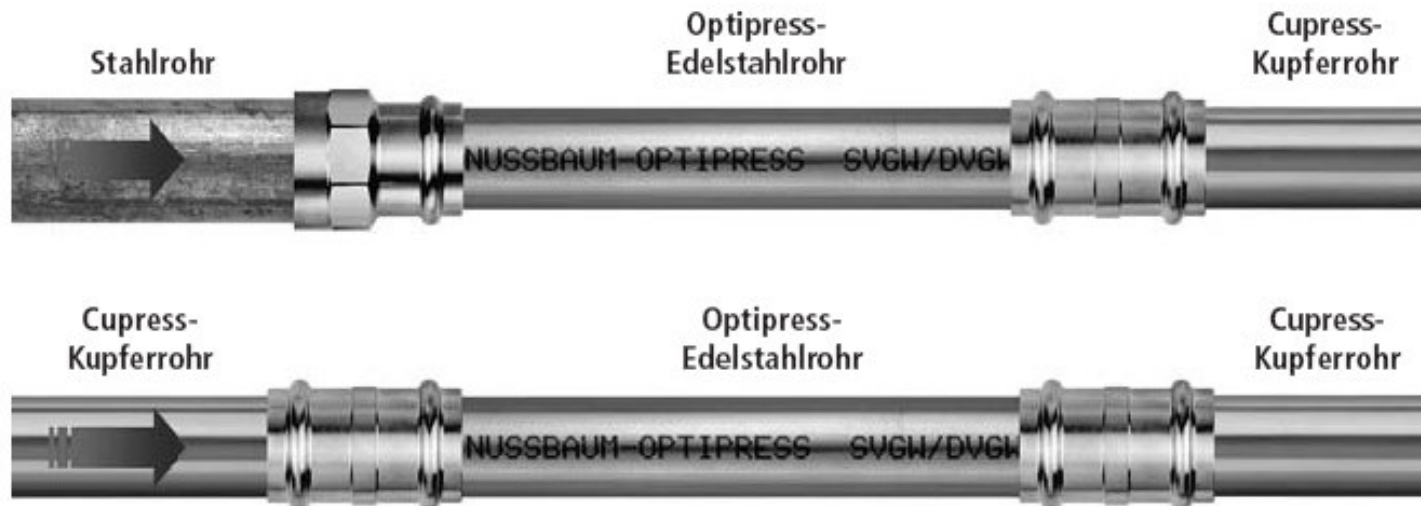 Stahlrohr
Optipress-
Edelstahlrohr
Cupress-
Kupferrohr
NUSSBAUM-OPTIPRESS SVGW/DVGW
Cupress-
Kupferrohr
Optipress-
Edelstahlrohr
Cupress-
Kupferrohr
NUSSBAUM-OPTIPRESS SVGW/DVGW